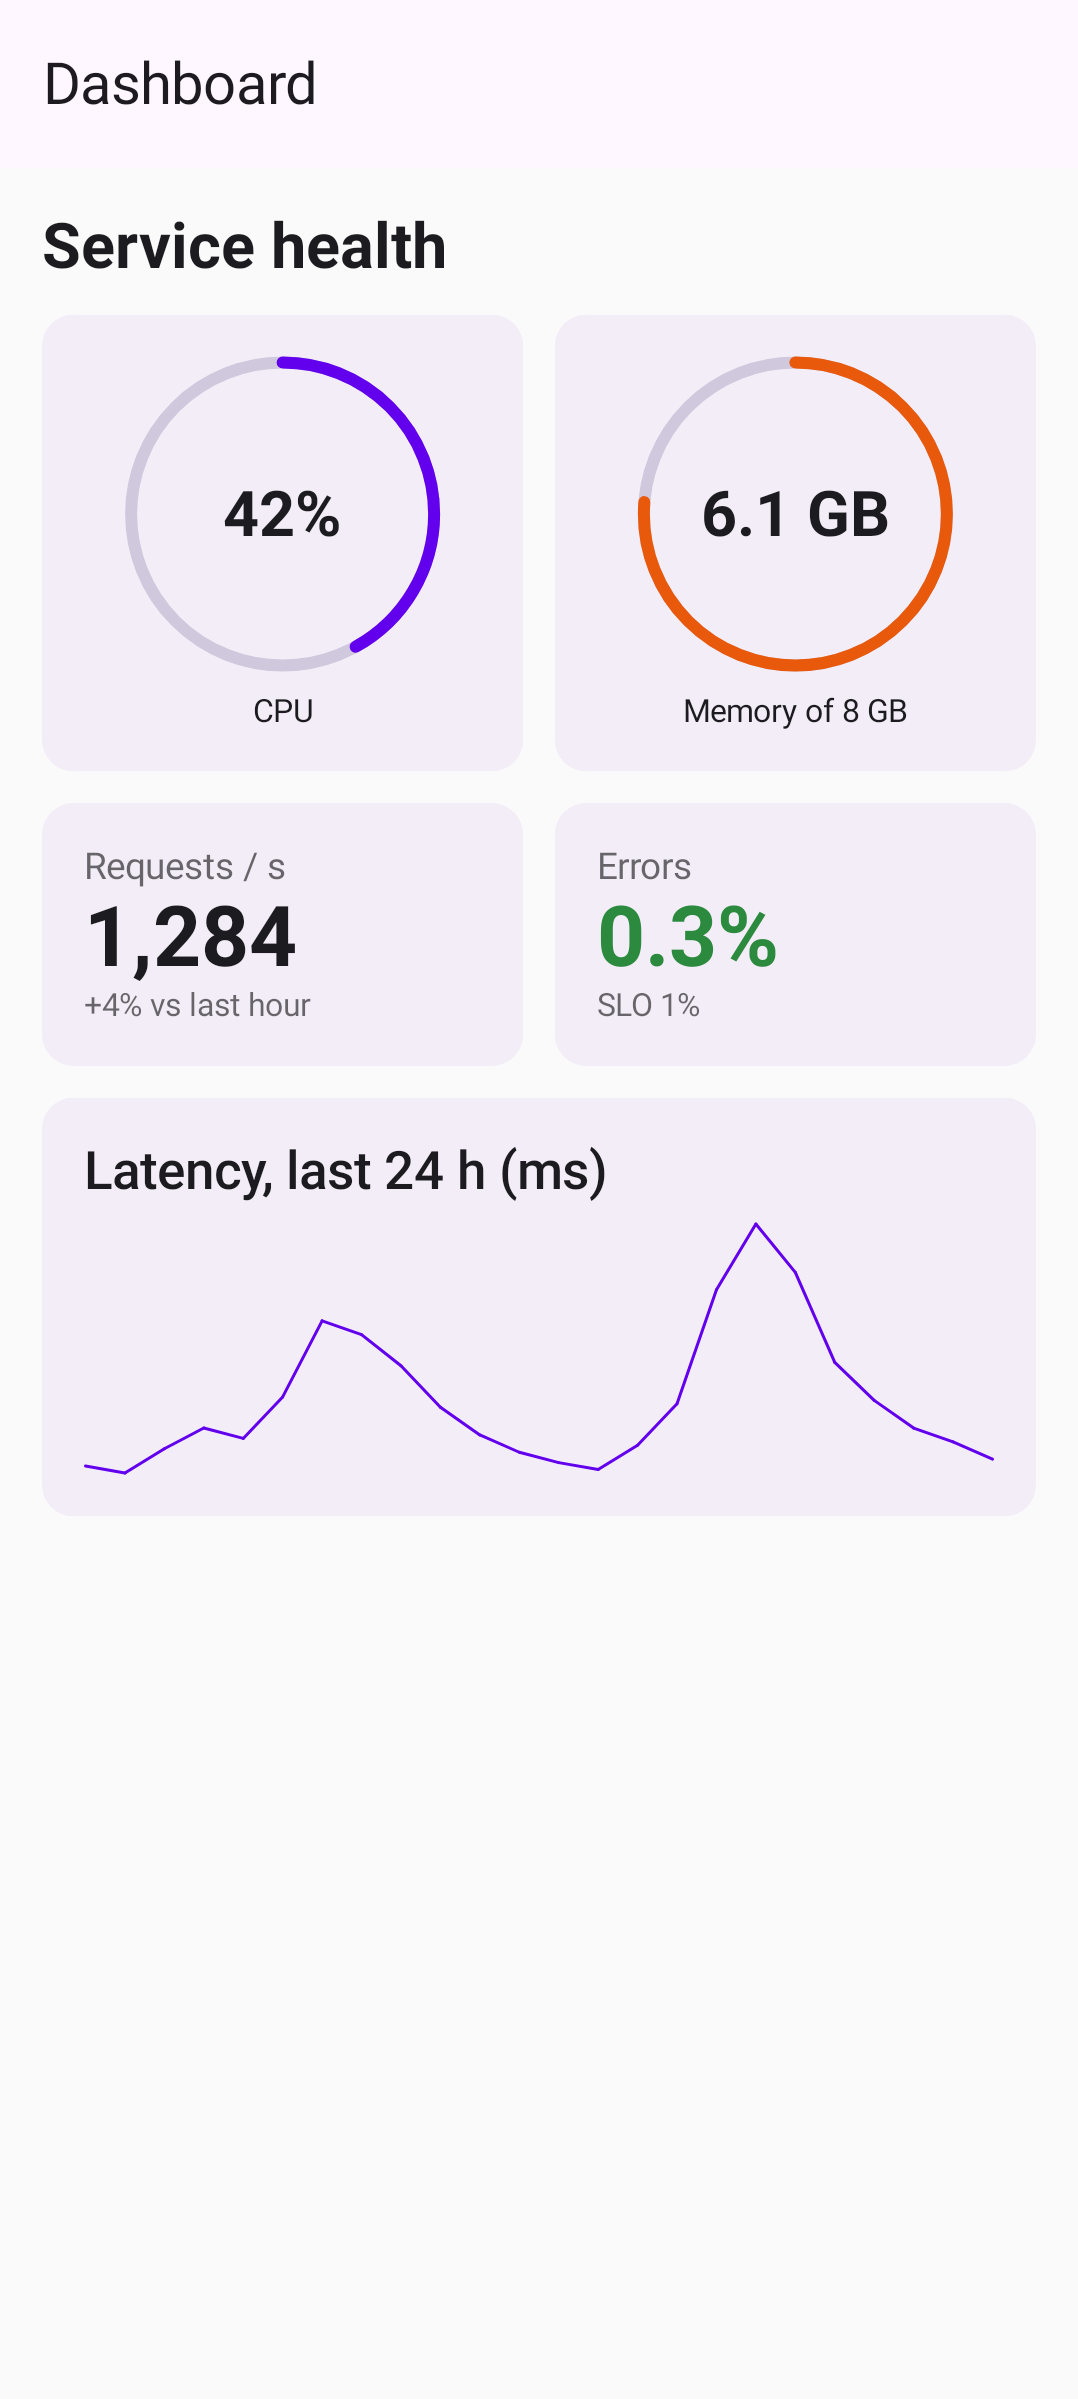 Dashboard
Service health
42%
CPU
6.1 GB
Memory of 8 GB
Requests / s
1,284
+4% vs last hour
Errors
0.3%
SLO 1%
Latency, last 24 h (ms)